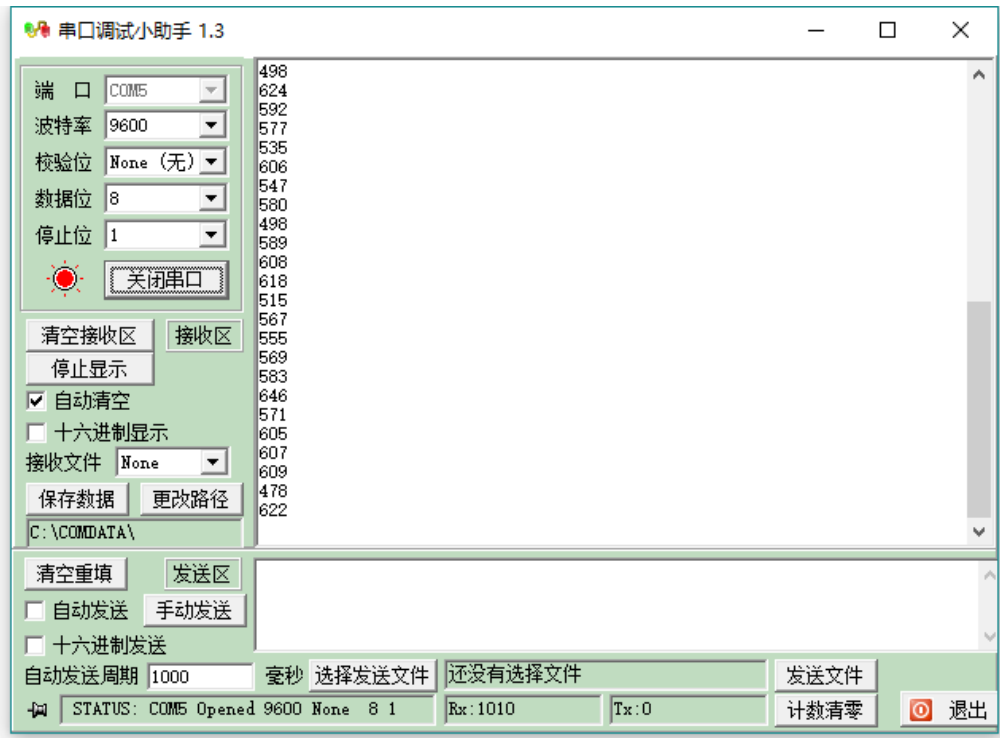 串口调试小助手 1.3
端 口 COM5
波特率 9600
校验位 None (无)
数据位 8
停止位 1
关闭串口
清空接收区 接收区
停止显示
自动清空
十六进制显示
接收文件 None
保存数据 更改路径
C:\COMDATA\
498
624
592
577
535
606
547
580
498
589
608
618
515
567
555
569
583
646
571
605
607
609
478
622
清空重填 发送区
自动发送 手动发送
十六进制发送
自动发送周期 1000 毫秒 选择发送文件 还没有选择文件 发送文件
STATUS: COM5 Opened 9600 None 8 1 Rx:1010 Tx:0 计数清零 退出